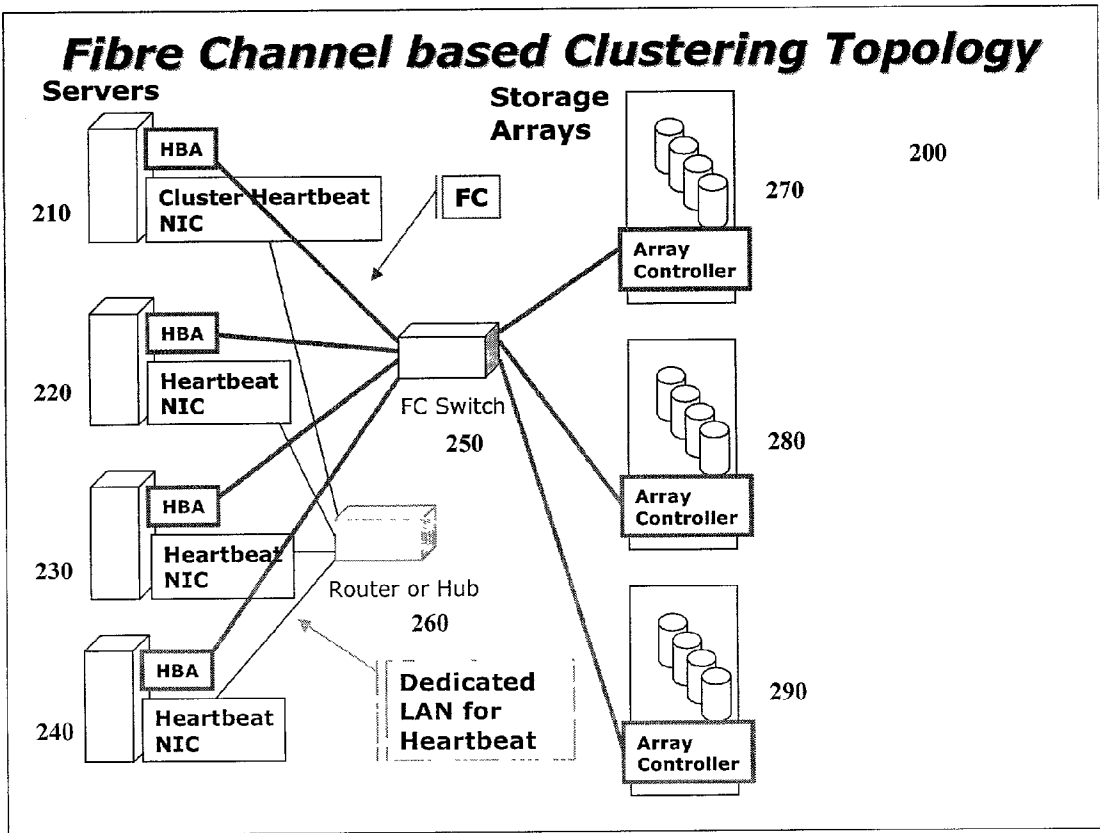 Fibre Channel based Clustering Topology
Servers
Storage
Arrays
200
HBA
Cluster Heartbeat
NIC
210
FC
270
Array
Controller
HBA
Heartbeat
NIC
220
FC Switch
250
280
Array
Controller
HBA
Heartbeat
NIC
230
Router or Hub
260
HBA
Heartbeat
NIC
240
Dedicated
LAN for
Heartbeat
290
Array
Controller